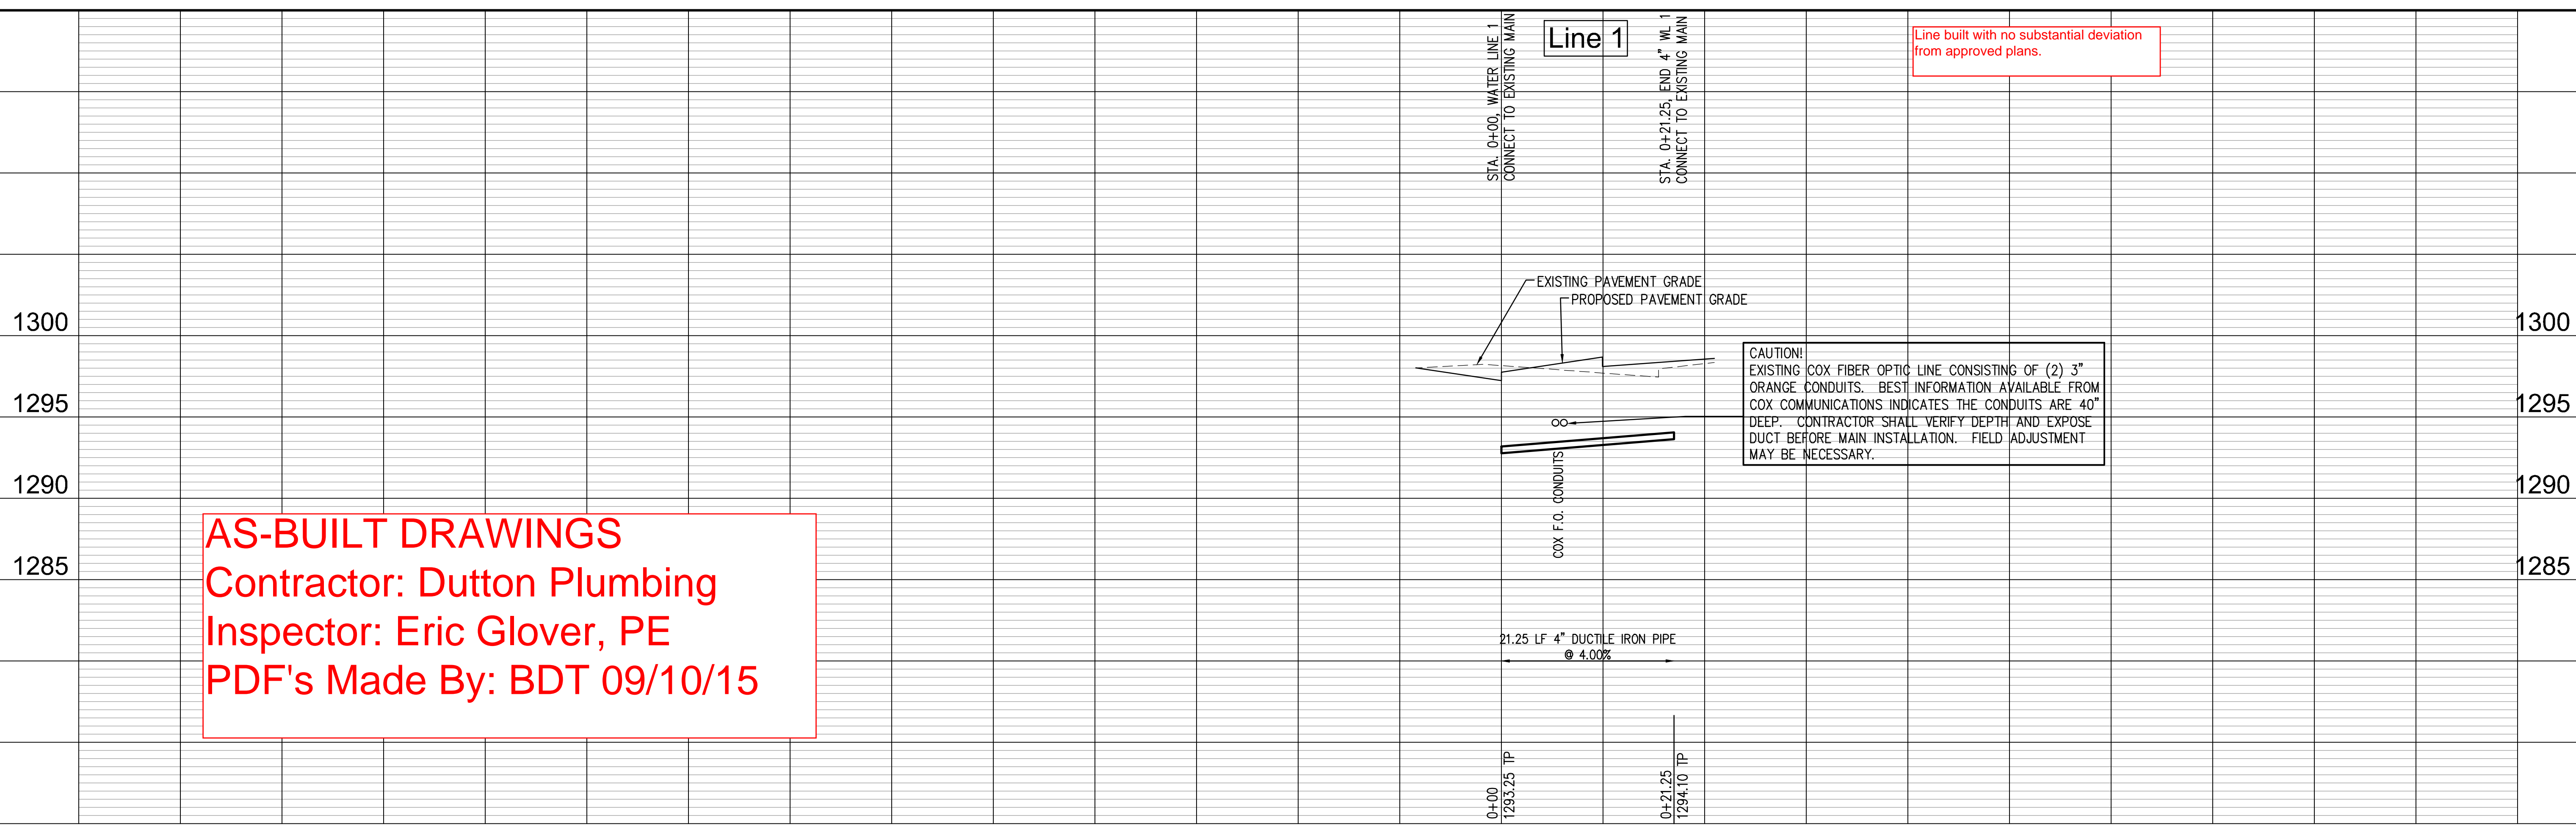 STA. 0+00, WATER LINE 1
CONNECT TO EXISTING MAIN
Line 1
STA. 0+21.25, END 4" WL 1
CONNECT TO EXISTING MAIN
Line built with no substantial deviation
from approved plans.
EXISTING PAVEMENT GRADE
PROPOSED PAVEMENT GRADE
1300
1300
1295
1295
1290
1290
1285
1285
CAUTION!
EXISTING COX FIBER OPTIC LINE CONSISTING OF (2) 3"
ORANGE CONDUITS. BEST INFORMATION AVAILABLE FROM
COX COMMUNICATIONS INDICATES THE CONDUITS ARE 40"
DEEP. CONTRACTOR SHALL VERIFY DEPTH AND EXPOSE
DUCT BEFORE MAIN INSTALLATION. FIELD ADJUSTMENT
MAY BE NECESSARY.
COX F.O. CONDUITS
AS-BUILT DRAWINGS
Contractor: Dutton Plumbing
Inspector: Eric Glover, PE
PDF's Made By: BDT 09/10/15
21.25 LF 4" DUCTILE IRON PIPE
@ 4.00%
0+00
1293.25 TP
0+21.25
1294.10 TP